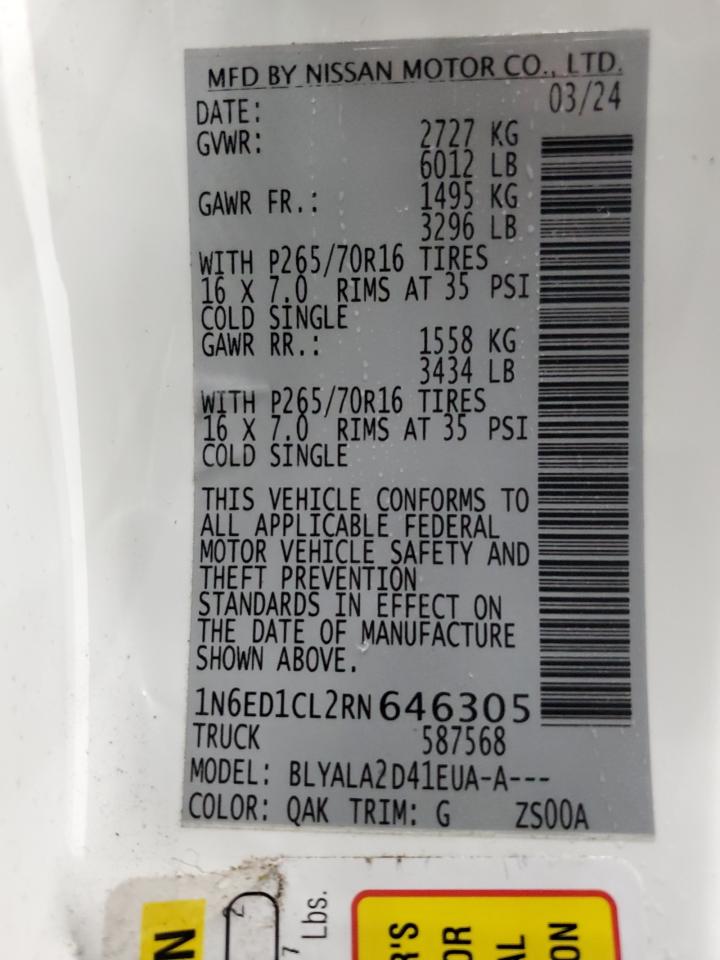 MFD BY NISSAN MOTOR CO., LTD.
DATE: 03/24
GVWR: 2727 KG
6012 LB
GAWR FR.: 1495 KG
3296 LB
WITH P265/70R16 TIRES
16 X 7.0 RIMS AT 35 PSI
COLD SINGLE
GAWR RR.: 1558 KG
3434 LB
WITH P265/70R16 TIRES
16 X 7.0 RIMS AT 35 PSI
COLD SINGLE
THIS VEHICLE CONFORMS TO
ALL APPLICABLE FEDERAL
MOTOR VEHICLE SAFETY AND
THEFT PREVENTION
STANDARDS IN EFFECT ON
THE DATE OF MANUFACTURE
SHOWN ABOVE.
1N6ED1CL2RN646305
TRUCK 587568
MODEL: BLYALA2D41EUA-A---
COLOR: QAK TRIM: G ZS00A
Lbs.